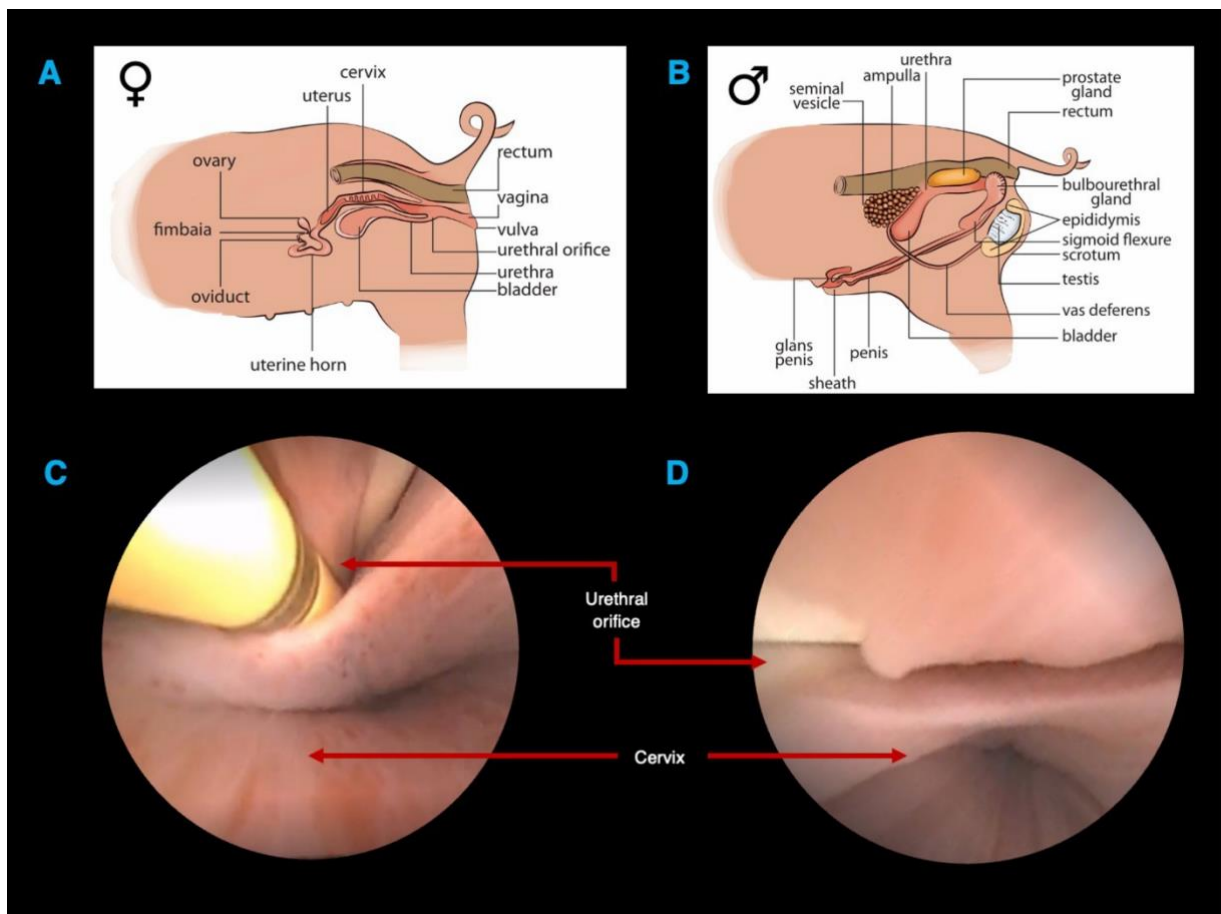 A
♀
cervix
uterus
ovary
fimbaia
oviduct
uterine horn
rectum
vagina
vulva
urethral orifice
urethra
bladder
B
♂
urethra
ampulla
seminal
vesicle
prostate
gland
rectum
bulbourethral
gland
epididymis
sigmoid flexure
scrotum
testis
vas deferens
bladder
glans
penis
penis
sheath
C
D
Urethral
orifice
Cervix